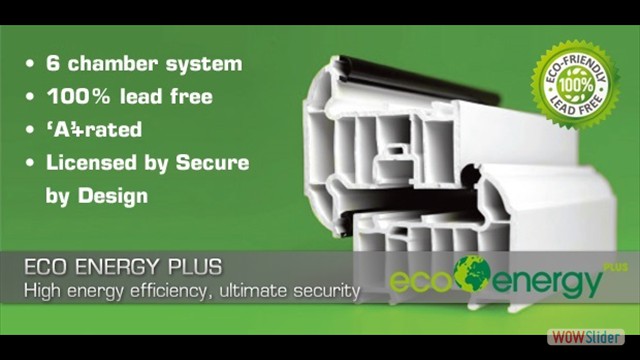 • 6 chamber system
• 100% lead free
• ‘A’+rated
• Licensed by Secure
by Design
ECO-FRIENDLY
100%
LEAD FREE
ECO ENERGY PLUS
High energy efficiency, ultimate security
eco energy PLUS
WOWSlider